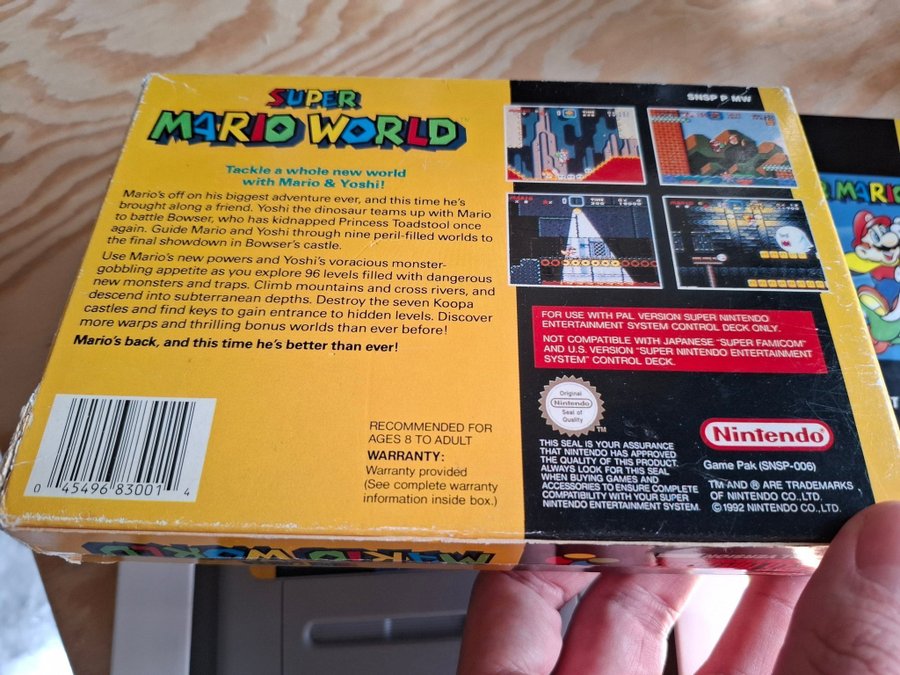 SUPER
MARIO WORLD
Tackle a whole new world
with Mario & Yoshi!
Mario's off on his biggest adventure ever, and this time he's
brought along a friend. Yoshi the dinosaur teams up with Mario
to battle Bowser, who has kidnapped Princess Toadstool once
again. Guide Mario and Yoshi through nine peril-filled worlds to
the final showdown in Bowser's castle.
Use Mario's new powers and Yoshi's voracious monster-
gobbling appetite as you explore 96 levels filled with dangerous
new monsters and traps. Climb mountains and cross rivers, and
descend into subterranean depths. Destroy the seven Koopa
castles and find keys to gain entrance to hidden levels. Discover
more warps and thrilling bonus worlds than ever before!
Mario's back, and this time he's better than ever!
0 45496 83001 4
RECOMMENDED FOR
AGES 8 TO ADULT
WARRANTY:
Warranty provided
(See complete warranty
information inside box.)
SNSP P MW
TIME
MARIO
TIME
FOR USE WITH PAL VERSION SUPER NINTENDO
ENTERTAINMENT SYSTEM CONTROL DECK ONLY.
NOT COMPATIBLE WITH JAPANESE "SUPER FAMICOM"
AND U.S. VERSION "SUPER NINTENDO ENTERTAINMENT
SYSTEM" CONTROL DECK.
Original
Nintendo
Seal of
Quality
TM
THIS SEAL IS YOUR ASSURANCE
THAT NINTENDO HAS APPROVED
THE QUALITY OF THIS PRODUCT.
ALWAYS LOOK FOR THIS SEAL
WHEN BUYING GAMES AND
ACCESSORIES TO ENSURE COMPLETE
COMPATIBILITY WITH YOUR SUPER
NINTENDO ENTERTAINMENT SYSTEM.
Nintendo®
Game Pak (SNSP-006)
TM AND ® ARE TRADEMARKS
OF NINTENDO CO., LTD.
© 1992 NINTENDO CO., LTD.
MARIO WORLD
MARIO